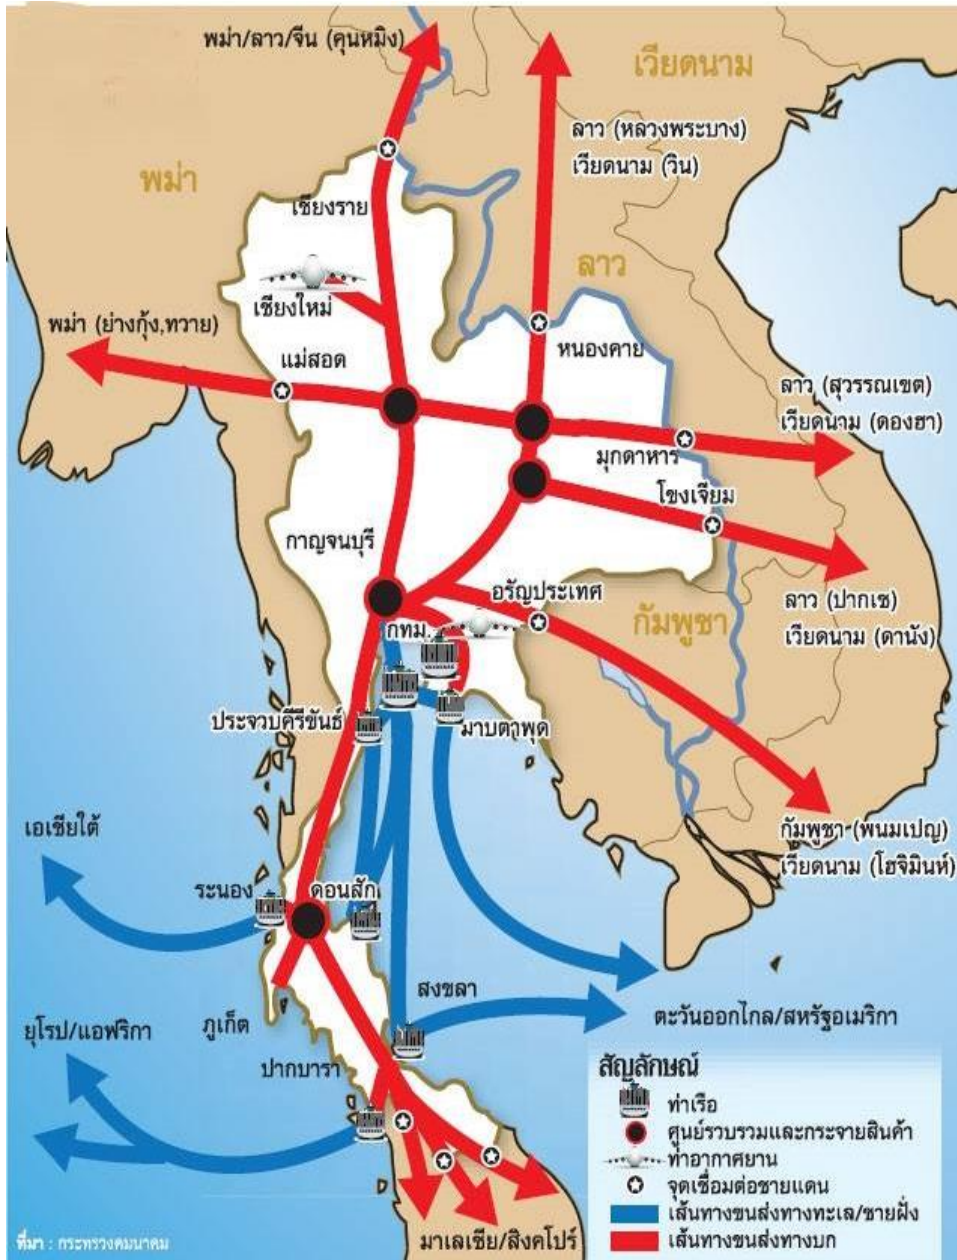 พม่า/ลาว/จีน (คุนหมิง)
เวียดนาม
ลาว (หลวงพระบาง)
เวียดนาม (วิน)
พม่า
เชียงราย
ลาว
เชียงใหม่
พม่า (ย่างกุ้ง,ทวาย)
แม่สอด
หนองคาย
ลาว (สุวรรณเขต)
เวียดนาม (ดองฮา)
มุกดาหาร
โขงเจียม
กาญจนบุรี
อรัญประเทศ
ลาว (ปากเซ)
เวียดนาม (ดานัง)
กัมพูชา
กทม.
ประจวบคีรีขันธ์
มาบตาพุด
เอเชียใต้
กัมพูชา (พนมเปญ)
เวียดนาม (โฮจิมินห์)
ระนอง
ดอนสัก
สงขลา
ตะวันออกไกล/สหรัฐอเมริกา
ยุโรป/แอฟริกา
ภูเก็ต
ปากบารา
สัญลักษณ์
ท่าเรือ
ศูนย์รวบรวมและกระจายสินค้า
ท่าอากาศยาน
จุดเชื่อมต่อชายแดน
เส้นทางขนส่งทางทะเล/ชายฝั่ง
เส้นทางขนส่งทางบก
มาเลเซีย/สิงคโปร์
ที่มา : กระทรวงคมนาคม